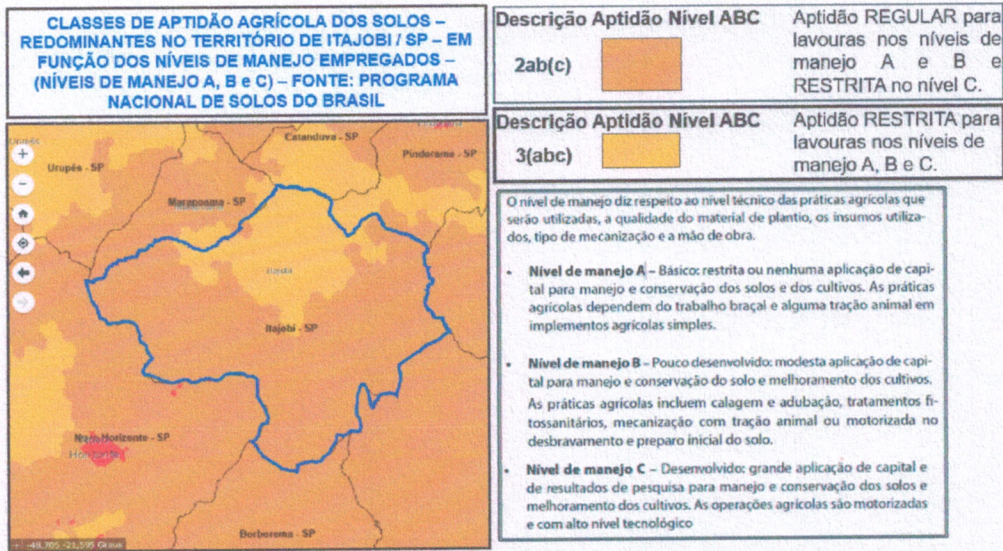 CLASSES DE APTIDÃO AGRÍCOLA DOS SOLOS –
REDOMINANTES NO TERRITÓRIO DE ITAJOBI / SP – EM
FUNÇÃO DOS NÍVEIS DE MANEJO EMPREGADOS –
(NÍVEIS DE MANEJO A, B e C) – FONTE: PROGRAMA
NACIONAL DE SOLOS DO BRASIL
Descrição Aptidão Nível ABC
2ab(c)
Aptidão REGULAR para
lavouras nos níveis de
manejo A e B e
RESTRITA no nível C.
Descrição Aptidão Nível ABC
3(abc)
Aptidão RESTRITA para
lavouras nos níveis de
manejo A, B e C.
Catanduva - SP
Pindorama - SP
Urupês - SP
Marapoama - SP
Itajobi
Itajobi - SP
Novo Horizonte - SP
Borborema - SP
-48,705 -21,595 Graus
O nível de manejo diz respeito ao nível técnico das práticas agrícolas que
serão utilizadas, a qualidade do material de plantio, os insumos utiliza-
dos, tipo de mecanização e a mão de obra.
• Nível de manejo A – Básico: restrita ou nenhuma aplicação de capi-
tal para manejo e conservação dos solos e dos cultivos. As práticas
agrícolas dependem do trabalho braçal e alguma tração animal em
implementos agrícolas simples.
• Nível de manejo B – Pouco desenvolvido: modesta aplicação de capi-
tal para manejo e conservação do solo e melhoramento dos cultivos.
As práticas agrícolas incluem calagem e adubação, tratamentos fi-
tossanitários, mecanização com tração animal ou motorizada no
desbravamento e preparo inicial do solo.
• Nível de manejo C – Desenvolvido: grande aplicação de capital e
de resultados de pesquisa para manejo e conservação dos solos e
melhoramento dos cultivos. As operações agrícolas são motorizadas
e com alto nível tecnológico